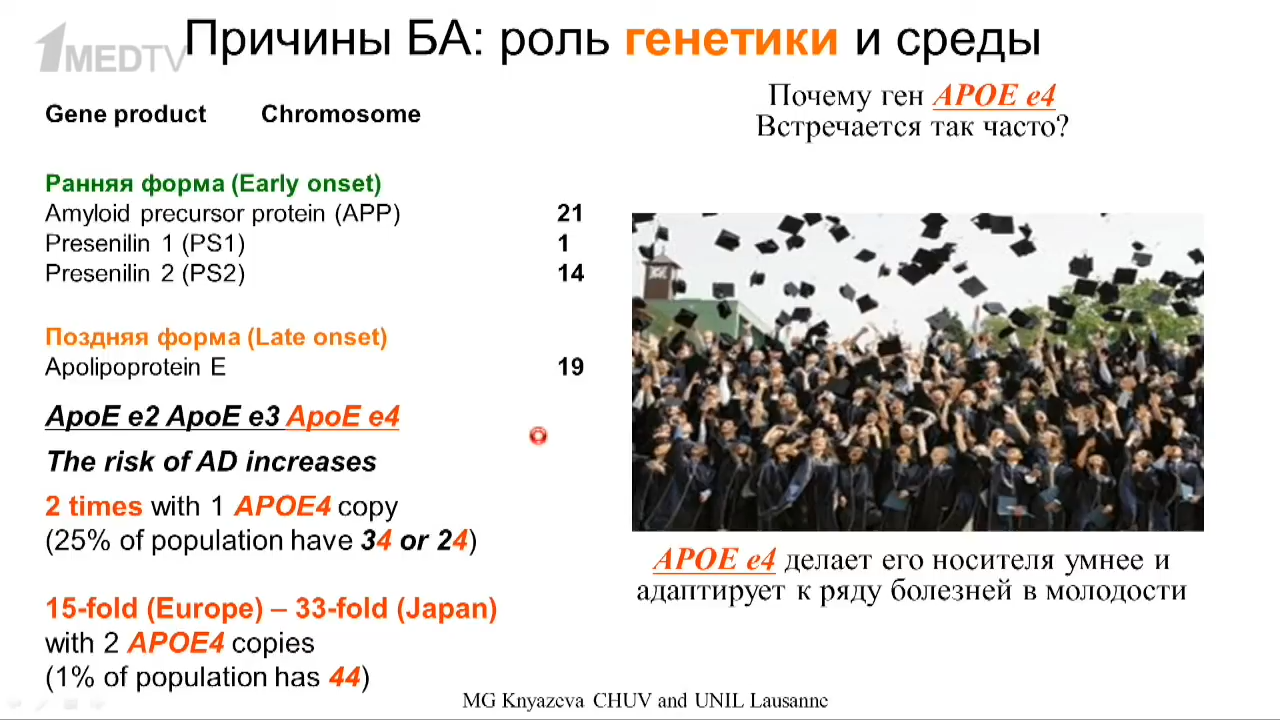 1MEDTV
Причины БА: роль генетики и среды
Gene product Chromosome
Ранняя форма (Early onset)
Amyloid precursor protein (APP) 21
Presenilin 1 (PS1) 1
Presenilin 2 (PS2) 14
Поздняя форма (Late onset)
Apolipoprotein E 19
ApoE e2 ApoE e3 ApoE e4
The risk of AD increases
2 times with 1 APOE4 copy
(25% of population have 34 or 24)
15-fold (Europe) – 33-fold (Japan)
with 2 APOE4 copies
(1% of population has 44)
Почему ген APOE e4
Встречается так часто?
APOE e4 делает его носителя умнее и
адаптирует к ряду болезней в молодости
MG Knyazeva CHUV and UNIL Lausanne